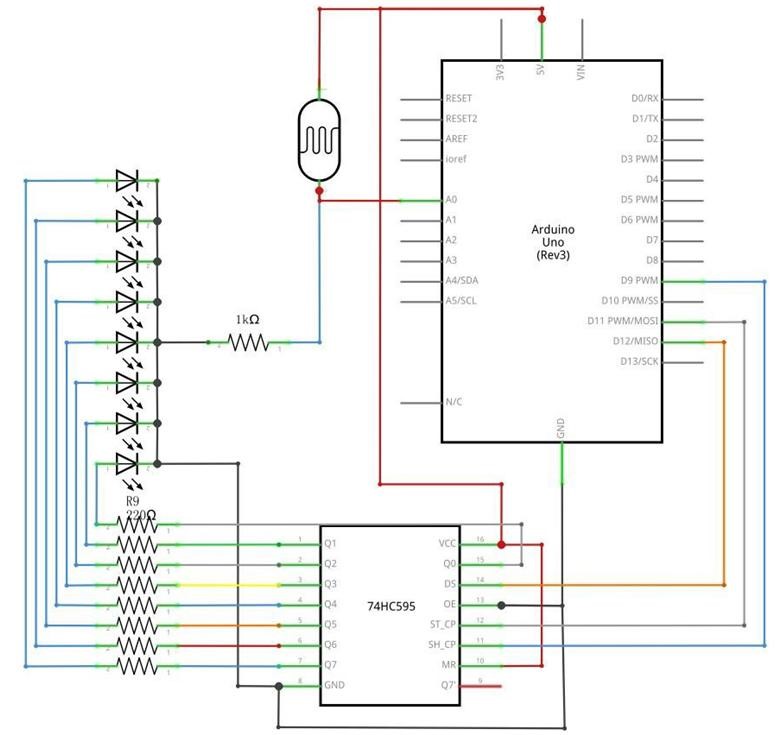 3V3
5V
VIN
RESET
RESET2
AREF
ioref
A0
A1
A2
A3
A4/SDA
A5/SCL
N/C
D0/RX
D1/TX
D2
D3 PWM
D4
D5 PWM
D6 PWM
D7
D8
D9 PWM
D10 PWM/SS
D11 PWM/MOSI
D12/MISO
D13/SCK
GND
Arduino
Uno
(Rev3)
1kΩ
R9
220Ω
74HC595
1 Q1
2 Q2
3 Q3
4 Q4
5 Q5
6 Q6
7 Q7
8 GND
VCC 16
Q0 15
DS 14
OE 13
ST_CP 12
SH_CP 11
MR 10
Q7' 9